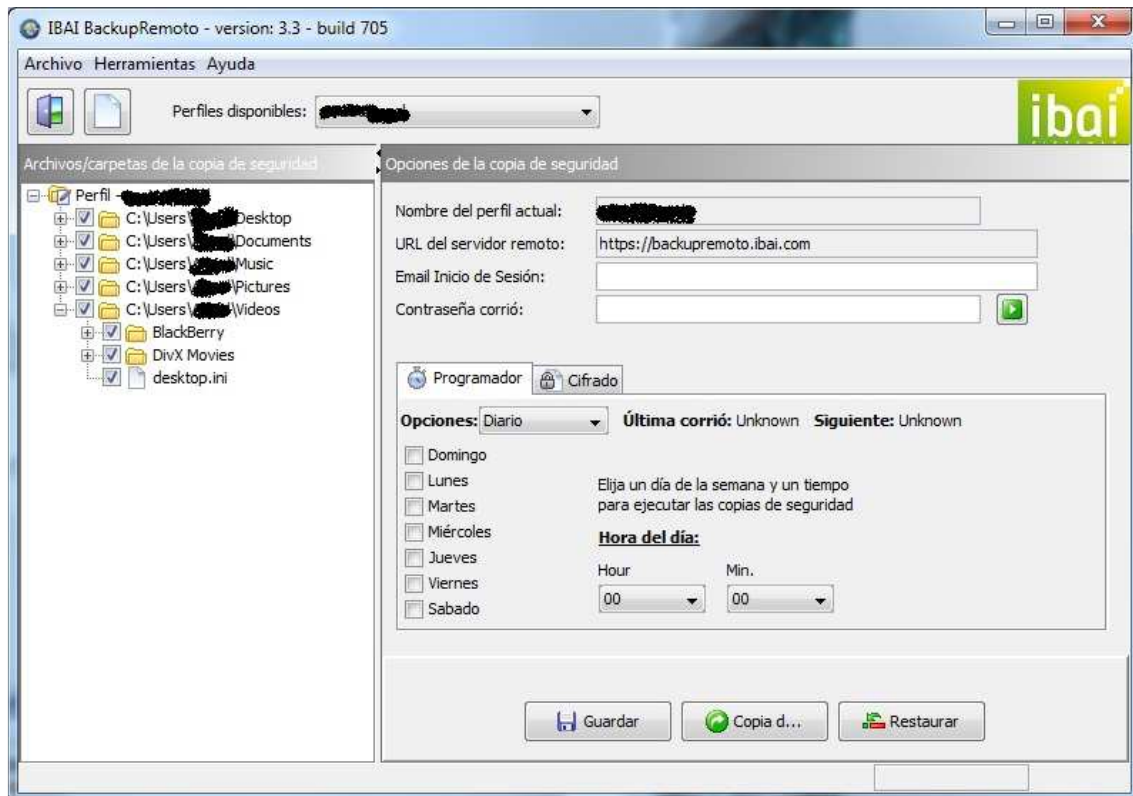 IBAI BackupRemoto - version: 3.3 - build 705
Archivo Herramientas Ayuda
Perfiles disponibles:
ibai
Archivos/carpetas de la copia de seguridad
Perfil -
C:\Users\ Desktop
C:\Users\ Documents
C:\Users\ Music
C:\Users\ \Pictures
C:\Users\ \Videos
BlackBerry
DivX Movies
desktop.ini
Opciones de la copia de seguridad
Nombre del perfil actual:
URL del servidor remoto: https://backupremoto.ibai.com
Email Inicio de Sesión:
Contraseña corrió:
Programador Cifrado
Opciones: Diario Última corrió: Unknown Siguiente: Unknown
Domingo
Lunes
Martes
Miércoles
Jueves
Viernes
Sabado
Elija un día de la semana y un tiempo
para ejecutar las copias de seguridad
Hora del día:
Hour Min.
00 00
Guardar Copia d... Restaurar